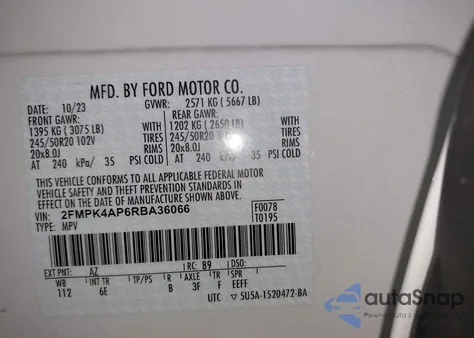 MFD. BY FORD MOTOR CO.
DATE: 10/23 GVWR: 2571 KG ( 5667 LB)
FRONT GAWR: REAR GAWR:
1395 KG ( 3075 LB) WITH 1202 KG ( 2650 LB) WITH
245/50R20 102V TIRES 245/50R20 102V TIRES
20x8.0J RIMS 20x8.0J RIMS
AT 240 kPa/ 35 PSI COLD AT 240 kPa/ 35 PSI COLD
THIS VEHICLE CONFORMS TO ALL APPLICABLE FEDERAL MOTOR
VEHICLE SAFETY AND THEFT PREVENTION STANDARDS IN
EFFECT ON THE DATE OF MANUFACTURE SHOWN ABOVE.
VIN: 2FMPK4AP6RBA36066 F0078
TYPE: MPV T0195
EXT PNT: AZ RC: 89 DSO:
WB INT TR TP/PS R AXLE TR SPR
112 6E B 3F F EEFF
UTC 5U5A-1520472-BA
autaSnap